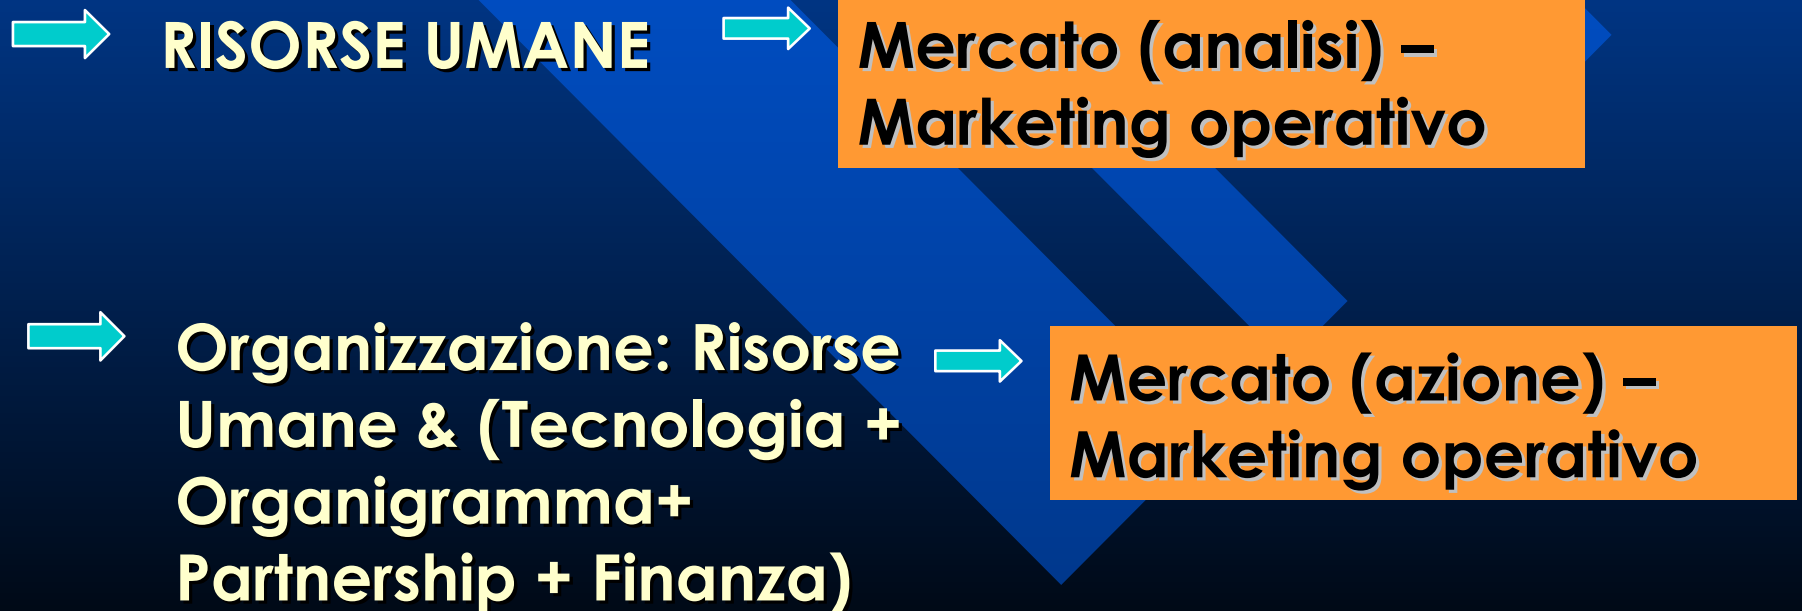 RISORSE UMANE
Mercato (analisi) –
Marketing operativo
Organizzazione: Risorse
Umane & (Tecnologia +
Organigramma+
Partnership + Finanza)
Mercato (azione) –
Marketing operativo